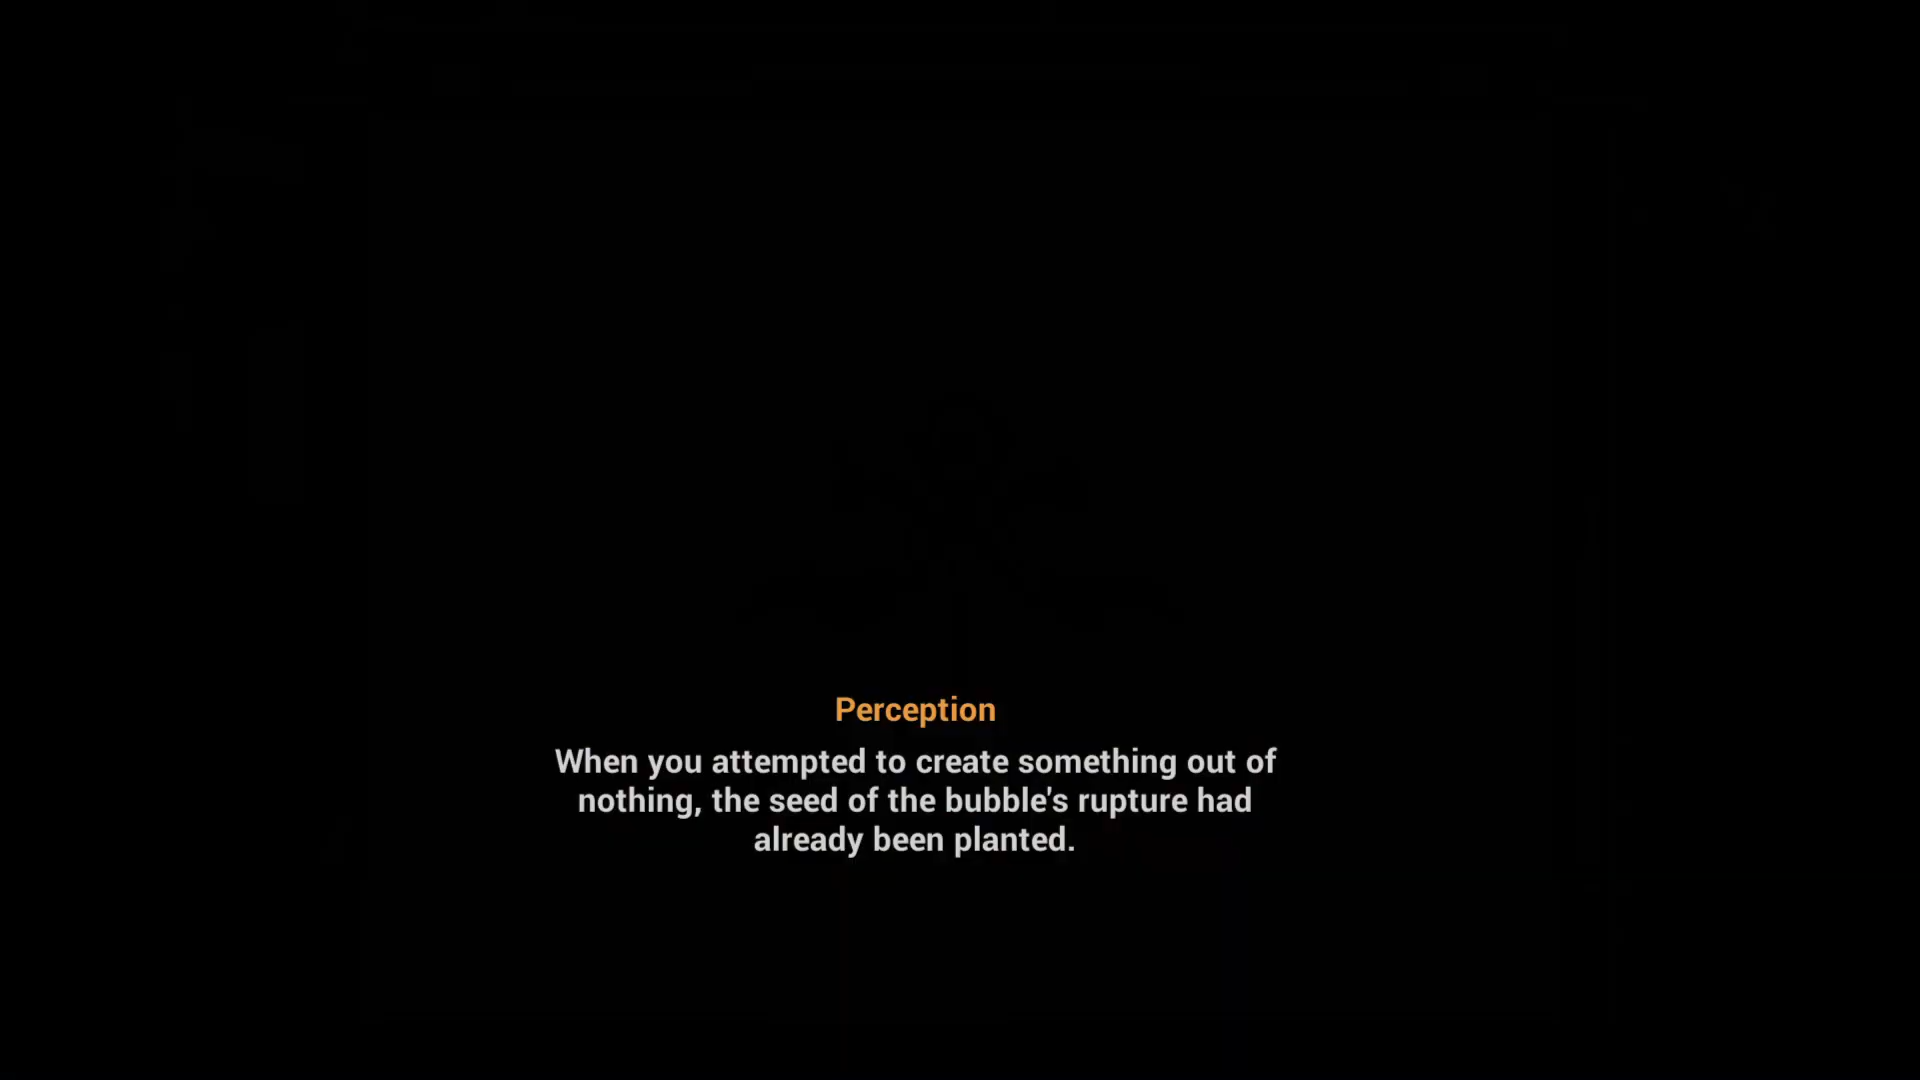 Perception
When you attempted to create something out of
nothing, the seed of the bubble's rupture had
already been planted.